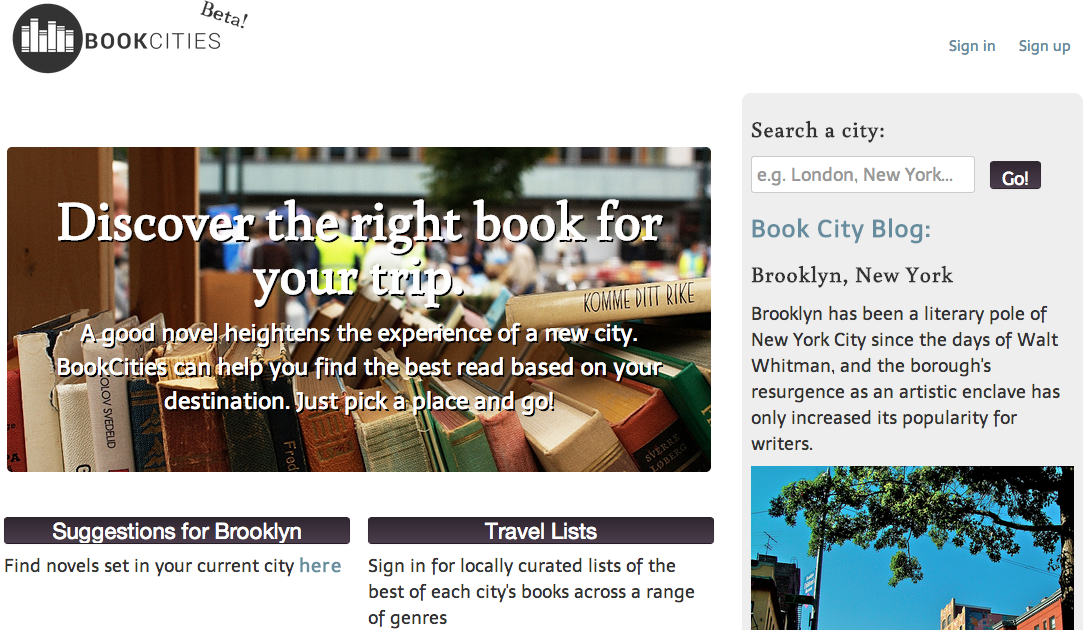 BOOKCITIES
Beta!
Sign in
Sign up
Discover the right book for
your trip.
A good novel heightens the experience of a new city.
BookCities can help you find the best read based on your
destination. Just pick a place and go!
KOMME DITT RIKE
OLOV SVEDELID
Fred
SVERRE
LØBERG
Suggestions for Brooklyn
Find novels set in your current city here
Travel Lists
Sign in for locally curated lists of the
best of each city's books across a range
of genres
Search a city:
e.g. London, New York...
Go!
Book City Blog:
Brooklyn, New York
Brooklyn has been a literary pole of
New York City since the days of Walt
Whitman, and the borough's
resurgence as an artistic enclave has
only increased its popularity for
writers.